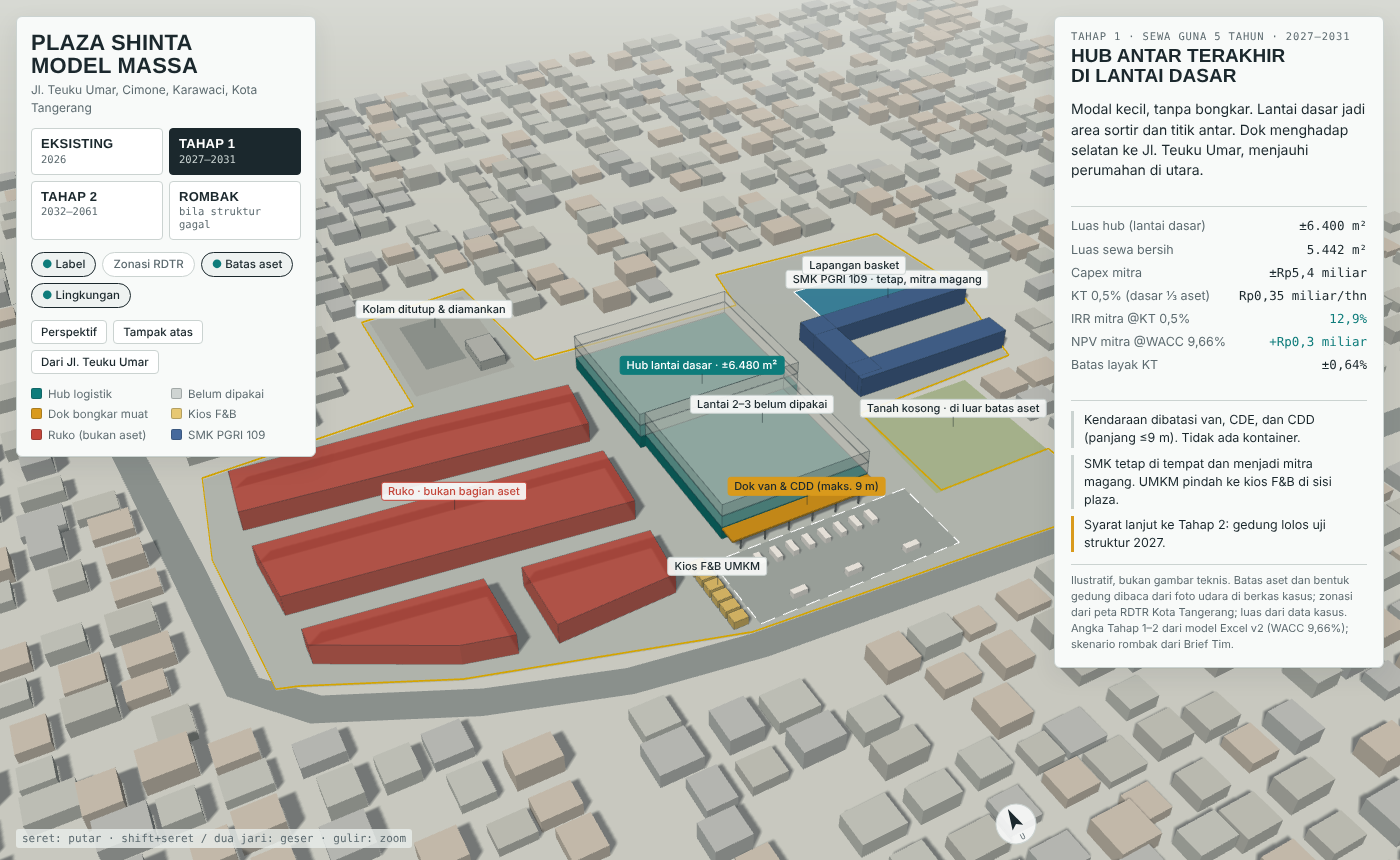 PLAZA SHINTA
MODEL MASSA
Jl. Teuku Umar, Cimone, Karawaci, Kota
Tangerang
EKSISTING
2026
TAHAP 1
2027–2031
TAHAP 2
2032–2061
ROMBAK
bila struktur
gagal
Label
Zonasi RDTR
Batas aset
Lingkungan
Perspektif
Tampak atas
Dari Jl. Teuku Umar
Hub logistik
Belum dipakai
Dok bongkar muat
Kios F&B
Ruko (bukan aset)
SMK PGRI 109
Kolam ditutup & diamankan
Lapangan basket
SMK PGRI 109 · tetap, mitra magang
Hub lantai dasar · ±6.480 m²
Lantai 2–3 belum dipakai
Tanah kosong · di luar batas aset
Ruko · bukan bagian aset
Dok van & CDD (maks. 9 m)
Kios F&B UMKM
TAHAP 1 · SEWA GUNA 5 TAHUN · 2027–2031
HUB ANTAR TERAKHIR
DI LANTAI DASAR
Modal kecil, tanpa bongkar. Lantai dasar jadi
area sortir dan titik antar. Dok menghadap
selatan ke Jl. Teuku Umar, menjauhi
perumahan di utara.
Luas hub (lantai dasar) ±6.400 m²
Luas sewa bersih 5.442 m²
Capex mitra ±Rp5,4 miliar
KT 0,5% (dasar ⅓ aset) Rp0,35 miliar/thn
IRR mitra @KT 0,5% 12,9%
NPV mitra @WACC 9,66% +Rp0,3 miliar
Batas layak KT ±0,64%
Kendaraan dibatasi van, CDE, dan CDD
(panjang ≤9 m). Tidak ada kontainer.
SMK tetap di tempat dan menjadi mitra
magang. UMKM pindah ke kios F&B di sisi
plaza.
Syarat lanjut ke Tahap 2: gedung lolos uji
struktur 2027.
Ilustratif, bukan gambar teknis. Batas aset dan bentuk
gedung dibaca dari foto udara di berkas kasus; zonasi
dari peta RDTR Kota Tangerang; luas dari data kasus.
Angka Tahap 1–2 dari model Excel v2 (WACC 9,66%);
skenario rombak dari Brief Tim.
seret: putar · shift+seret / dua jari: geser · gulir: zoom
U